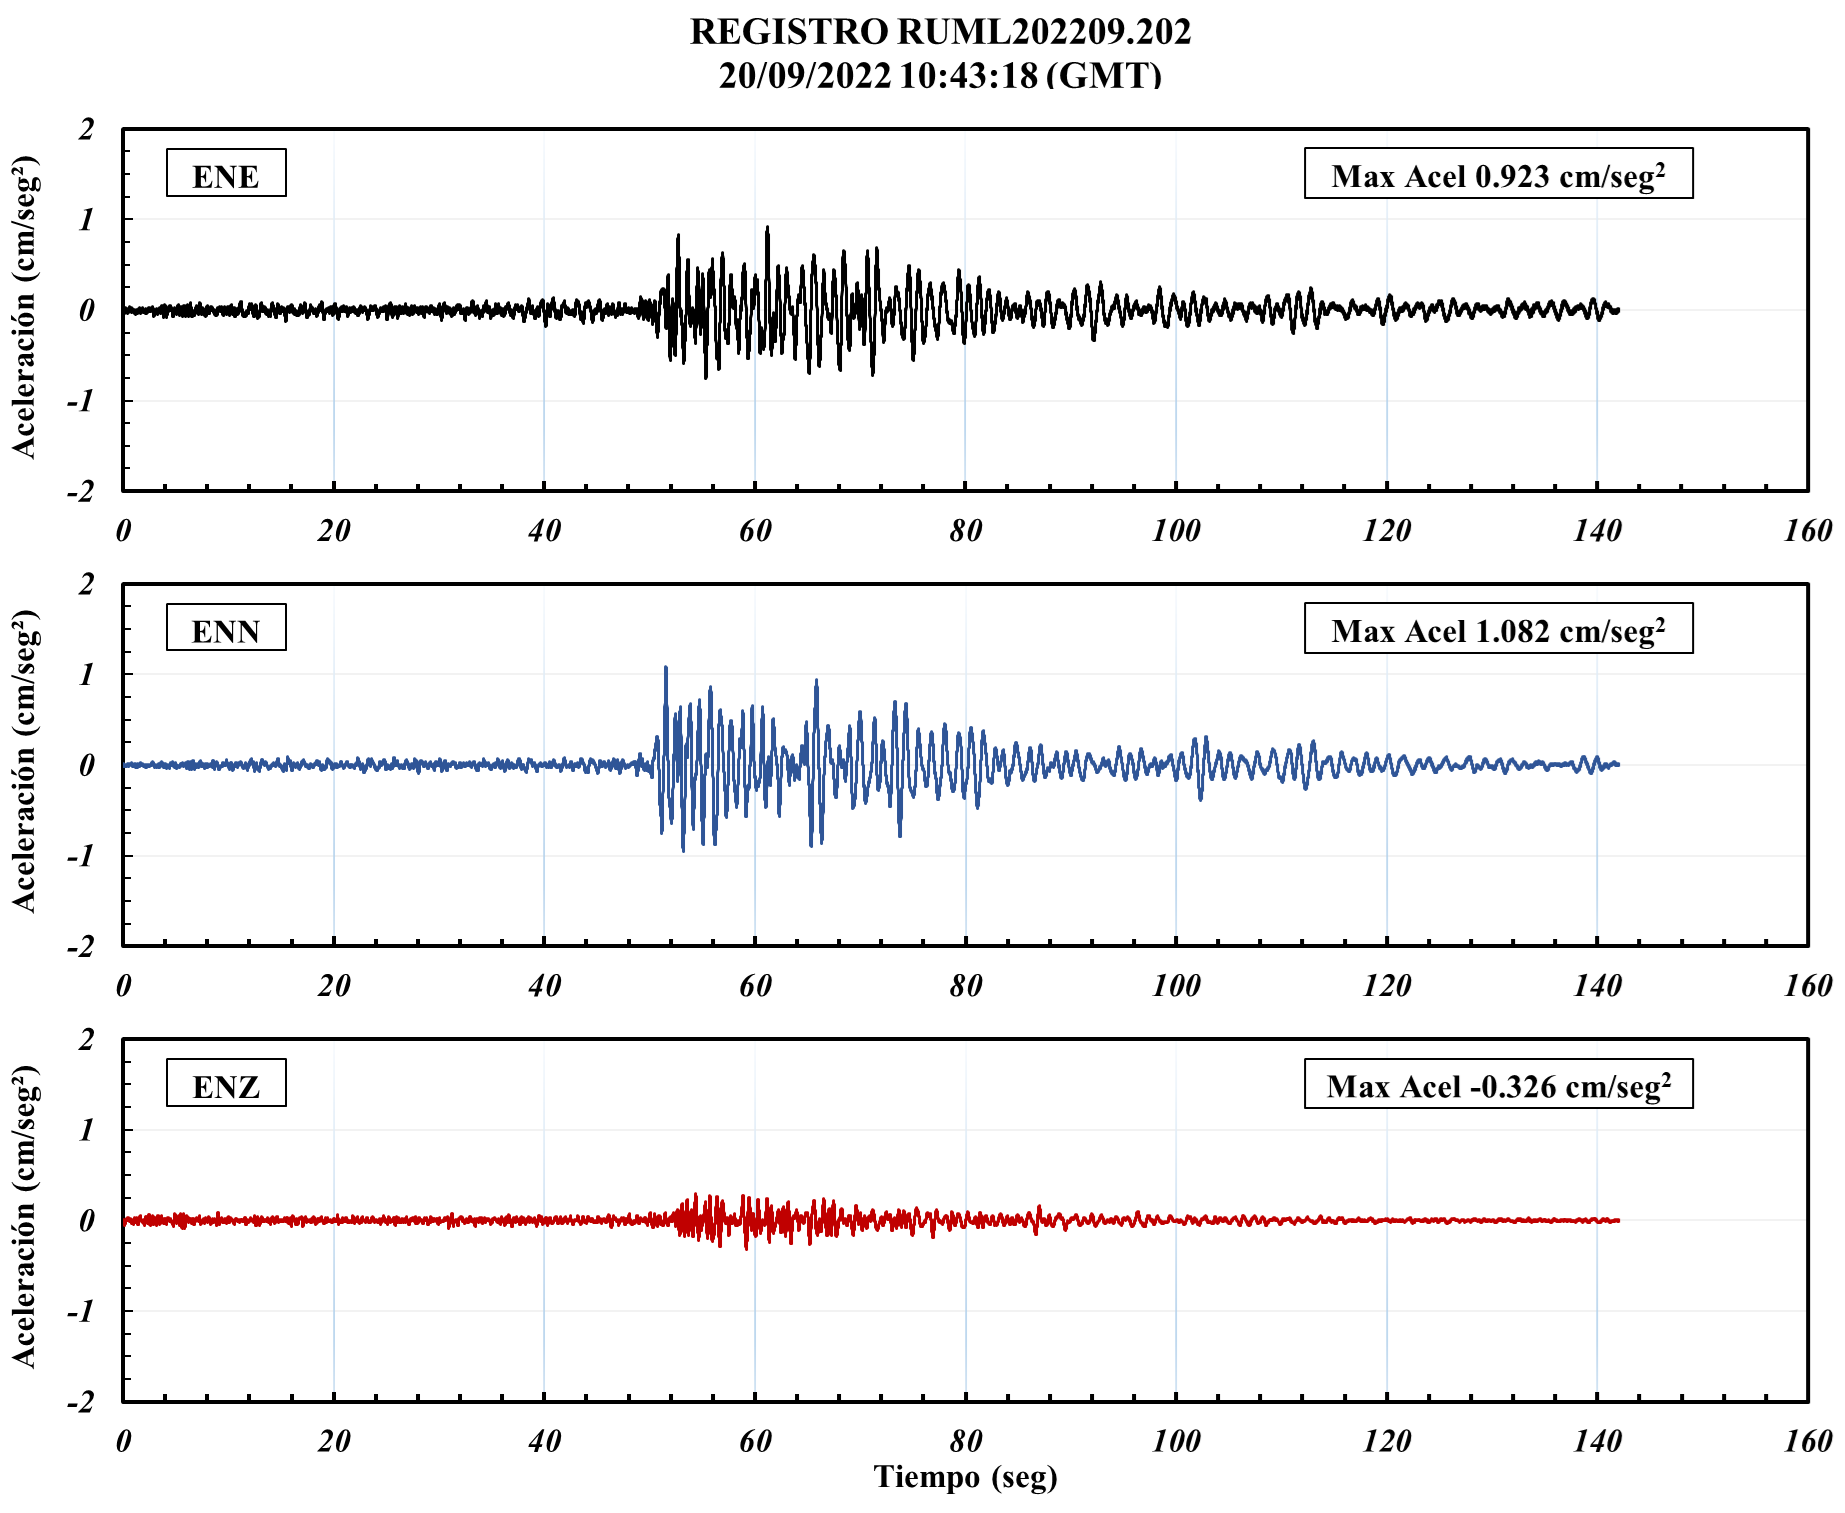 REGISTRO RUML202209.202
20/09/2022 10:43:18 (GMT)
ENE
Max Acel 0.923 cm/seg²
Aceleración (cm/seg²)
2
1
0
-1
-2
0 20 40 60 80 100 120 140 160
ENN
Max Acel 1.082 cm/seg²
Aceleración (cm/seg²)
2
1
0
-1
-2
0 20 40 60 80 100 120 140 160
ENZ
Max Acel -0.326 cm/seg²
Aceleración (cm/seg²)
2
1
0
-1
-2
0 20 40 60 80 100 120 140 160
Tiempo (seg)